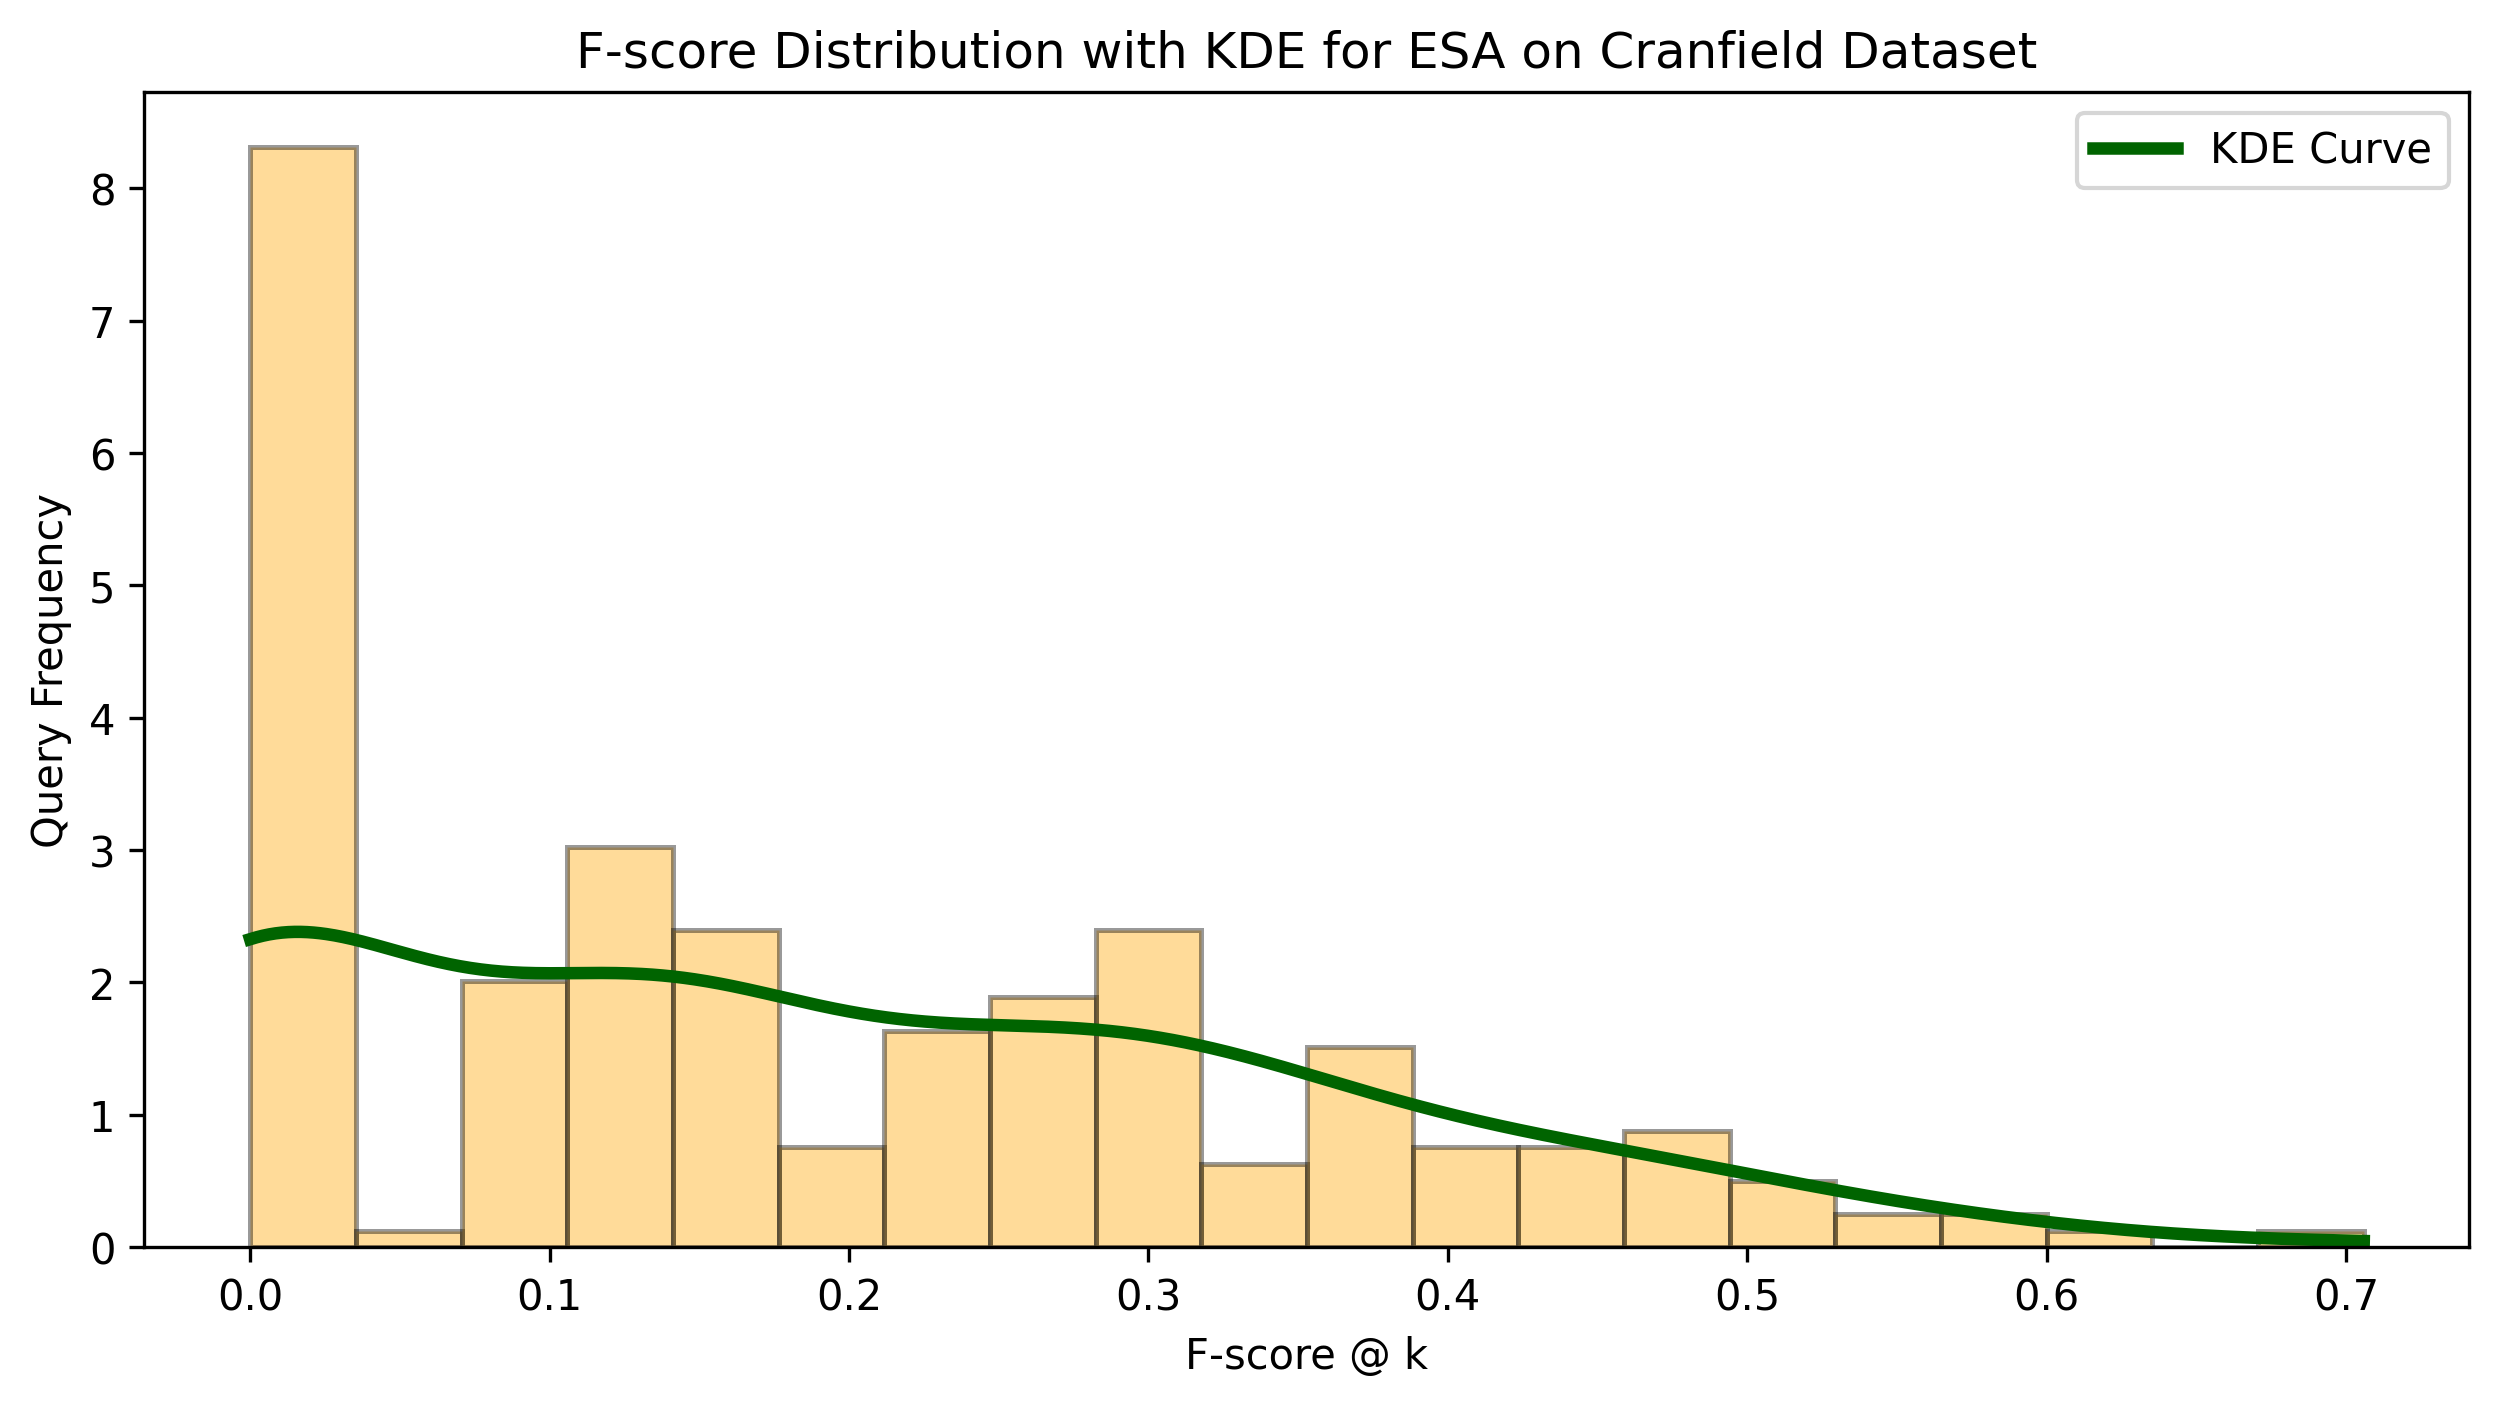 F-score Distribution with KDE for ESA on Cranfield Dataset
KDE Curve
Query Frequency
8
7
6
5
4
3
2
1
0
0.0 0.1 0.2 0.3 0.4 0.5 0.6 0.7
F-score @ k